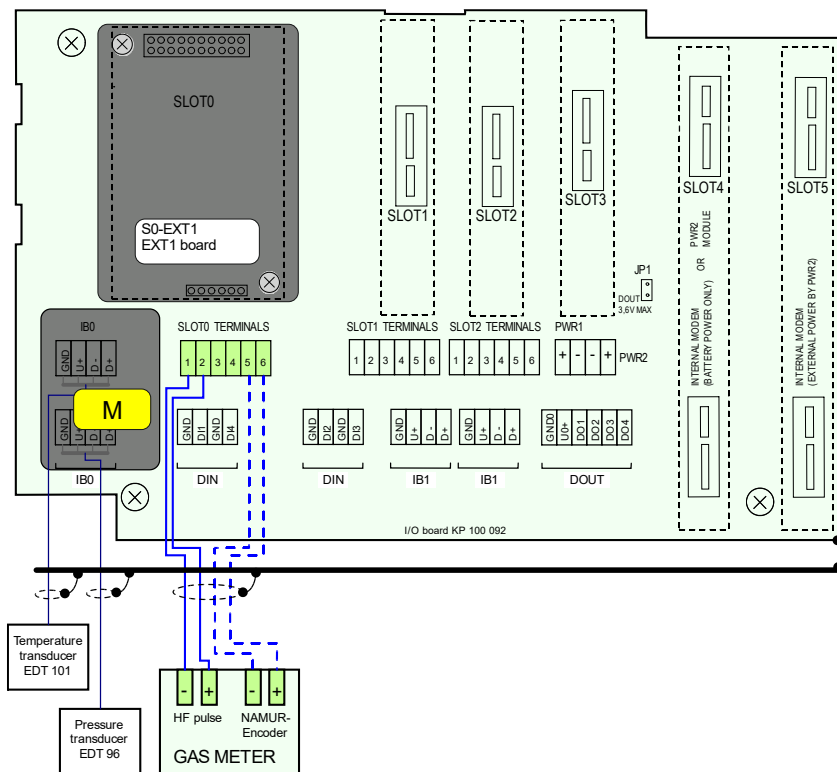 SLOT0
S0-EXT1
EXT1 board
SLOT1
SLOT2
SLOT3
SLOT4
SLOT5
JP1
DOUT
3,6V MAX
INTERNAL MODEM
(BATTERY POWER ONLY)
OR
PWR2
MODULE
INTERNAL MODEM
(EXTERNAL POWER BY PWR2)
IB0
GND U+ D - D+
M
GND U+ D - D+
IB0
SLOT0 TERMINALS
1 2 3 4 5 6
SLOT1 TERMINALS
1 2 3 4 5 6
SLOT2 TERMINALS
1 2 3 4 5 6
PWR1
+ - - +
PWR2
GND DI1 GND DI4
DIN
GND DI2 GND DI3
DIN
GND U+ D - D+
IB1
GND U+ D - D+
IB1
GND0 U0+ DO1 DO2 DO3 DO4
DOUT
I/O board KP 100 092
Temperature
transducer
EDT 101
Pressure
transducer
EDT 96
- + - +
HF pulse
NAMUR-
Encoder
GAS METER